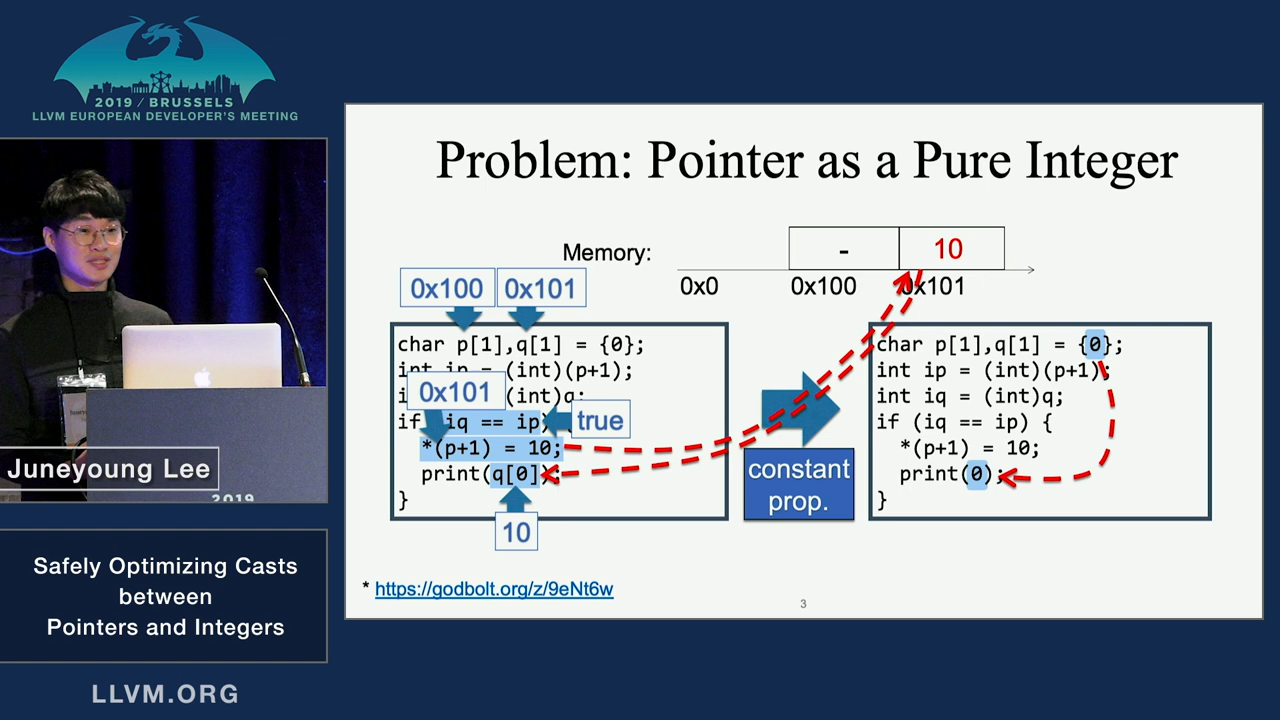 2019 / BRUSSELS
LLVM EUROPEAN DEVELOPER'S MEETING
Juneyoung Lee
2019
Safely Optimizing Casts
between
Pointers and Integers
LLVM.ORG
Problem: Pointer as a Pure Integer
Memory:
-
10
0x0
0x100
0x101
0x100
0x101
char p[1],q[1] = {0};
int ip = (int)(p+1);
0x101
(int)q;
if (iq == ip)
true
*(p+1) = 10;
print(q[0]);
}
10
constant
prop.
char p[1],q[1] = {0};
int ip = (int)(p+1);
int iq = (int)q;
if (iq == ip) {
*(p+1) = 10;
print(0);
}
* https://godbolt.org/z/9eNt6w
3